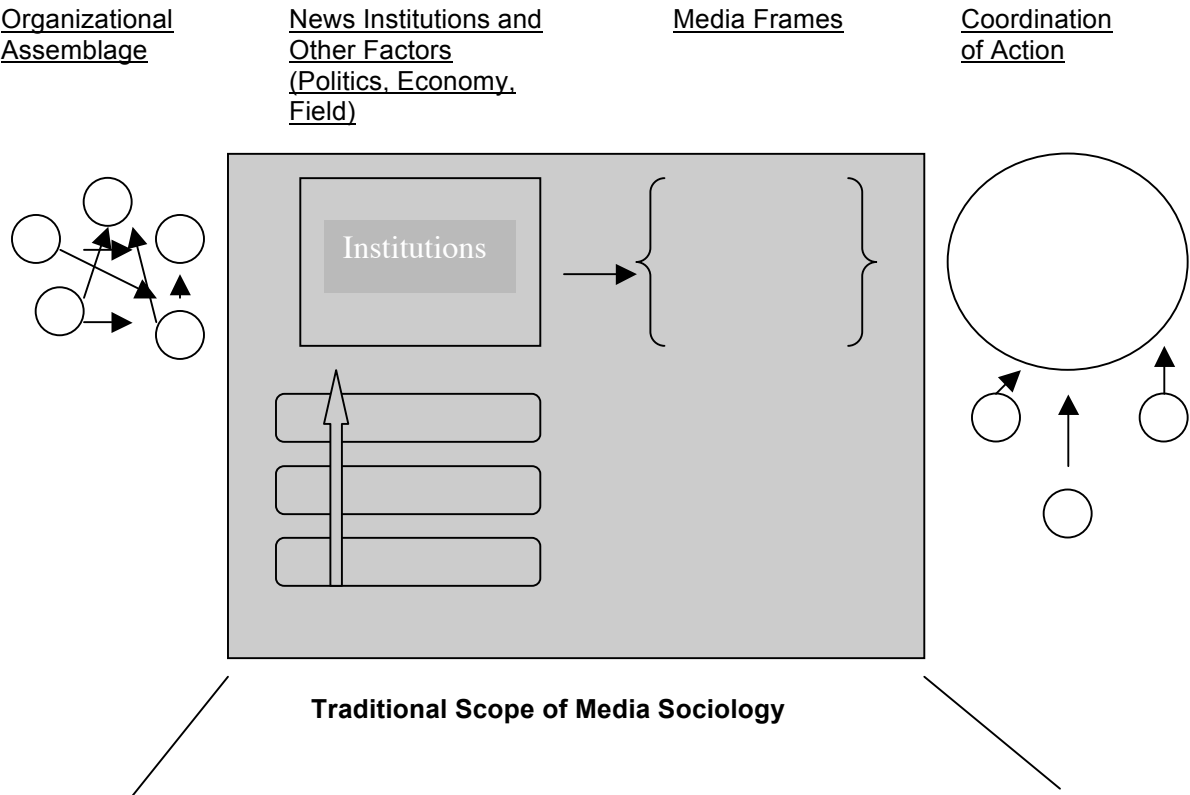 Organizational
Assemblage
News Institutions and
Other Factors
(Politics, Economy,
Field)
Media Frames
Coordination
of Action
Institutions
Traditional Scope of Media Sociology